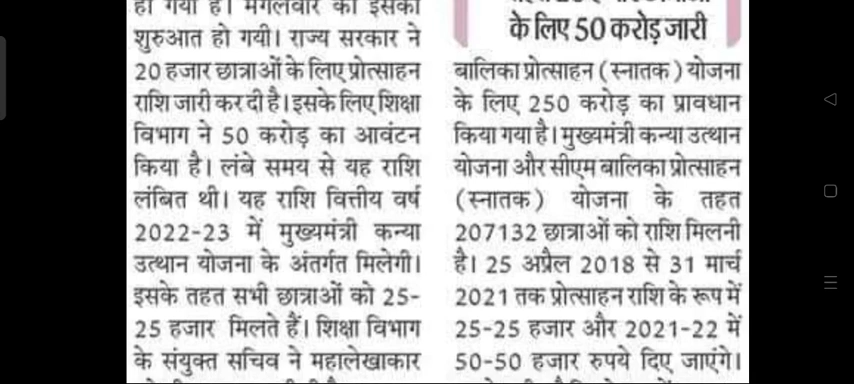 हो गया है। मंगलवार को इसकी
शुरुआत हो गयी। राज्य सरकार ने
20 हजार छात्राओं के लिए प्रोत्साहन
राशि जारी कर दी है। इसके लिए शिक्षा
विभाग ने 50 करोड़ का आवंटन
किया है। लंबे समय से यह राशि
लंबित थी। यह राशि वित्तीय वर्ष
2022-23 में मुख्यमंत्री कन्या
उत्थान योजना के अंतर्गत मिलेगी।
इसके तहत सभी छात्राओं को 25-
25 हजार मिलते हैं। शिक्षा विभाग
के संयुक्त सचिव ने महालेखाकार
के लिए 50 करोड़ जारी
बालिका प्रोत्साहन (स्नातक) योजना
के लिए 250 करोड़ का प्रावधान
किया गया है। मुख्यमंत्री कन्या उत्थान
योजना और सीएम बालिका प्रोत्साहन
(स्नातक) योजना के तहत
207132 छात्राओं को राशि मिलनी
है। 25 अप्रैल 2018 से 31 मार्च
2021 तक प्रोत्साहन राशि के रूप में
25-25 हजार और 2021-22 में
50-50 हजार रुपये दिए जाएंगे।